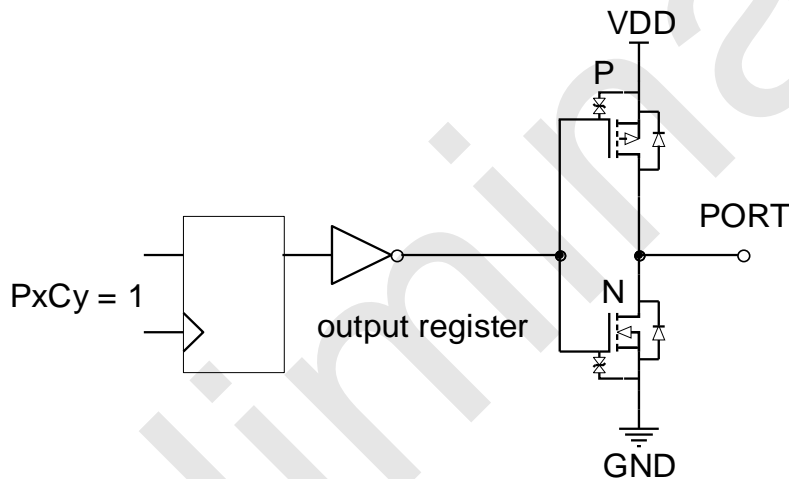 VDD
P
PORT
PxCy = 1
N
output register
GND